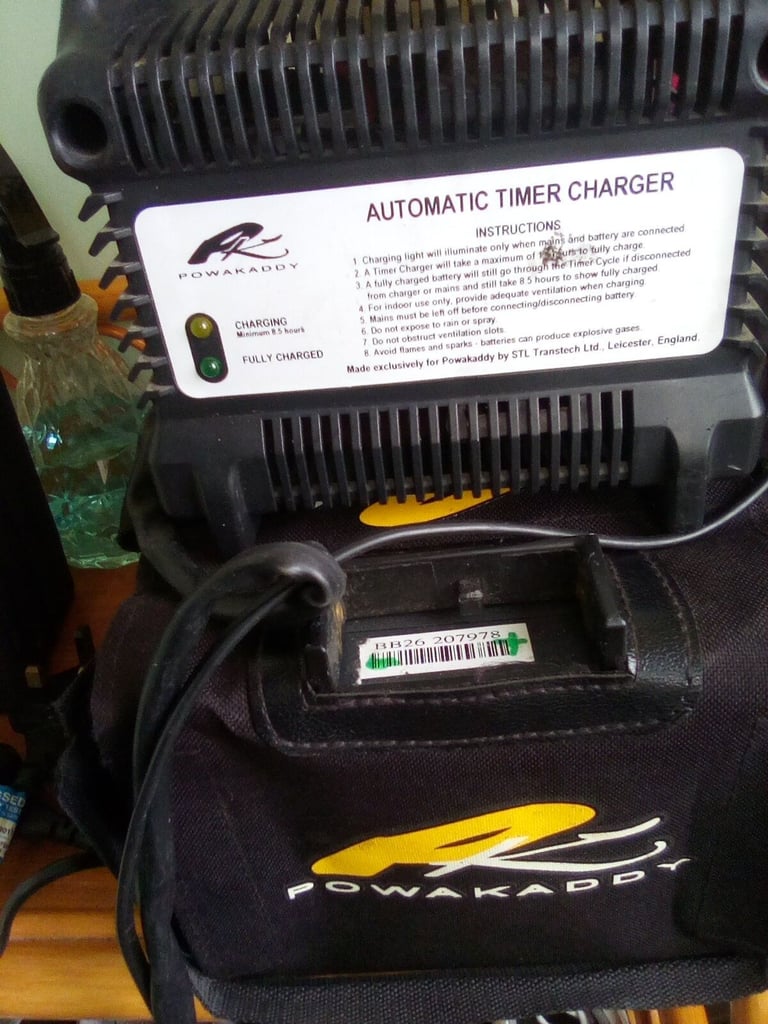 AUTOMATIC TIMER CHARGER
INSTRUCTIONS
1 Charging light will illuminate only when mains and battery are connected.
2. A Timer Charger will take a maximum of to fully charge.
3. A fully charged battery will still go through the Timer Cycle if disconnected
from charger or mains and still take 8.5 hours to show fully charged.
4. For indoor use only, provide adequate ventilation when charging.
5. Mains must be left off before connecting/disconnecting battery.
6. Do not expose to rain or spray.
7. Do not obstruct ventilation slots.
8. Avoid flames and sparks - batteries can produce explosive gases.
Made exclusively for Powakaddy by STL Transtech Ltd., Leicester, England.
PK
POWAKADDY
CHARGING
Minimum 8.5 hours
FULLY CHARGED
BB26 207978
PK
POWAKADDY